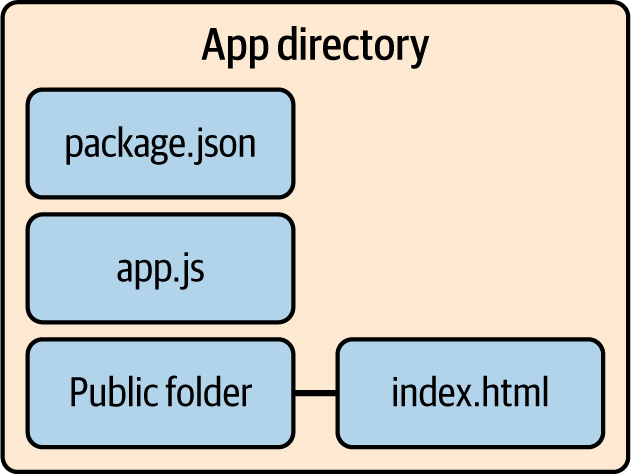 App directory
package.json
app.js
Public folder
index.html